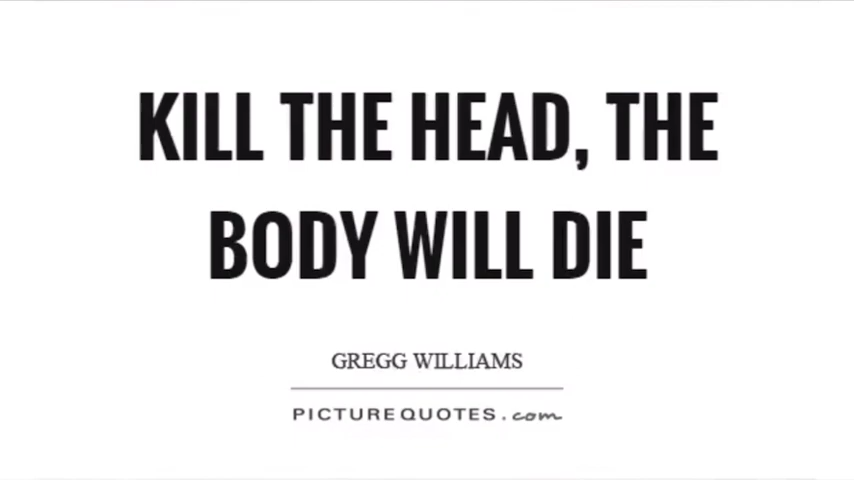 KILL THE HEAD, THE
BODY WILL DIE
GREGG WILLIAMS
PICTUREQUOTES.com